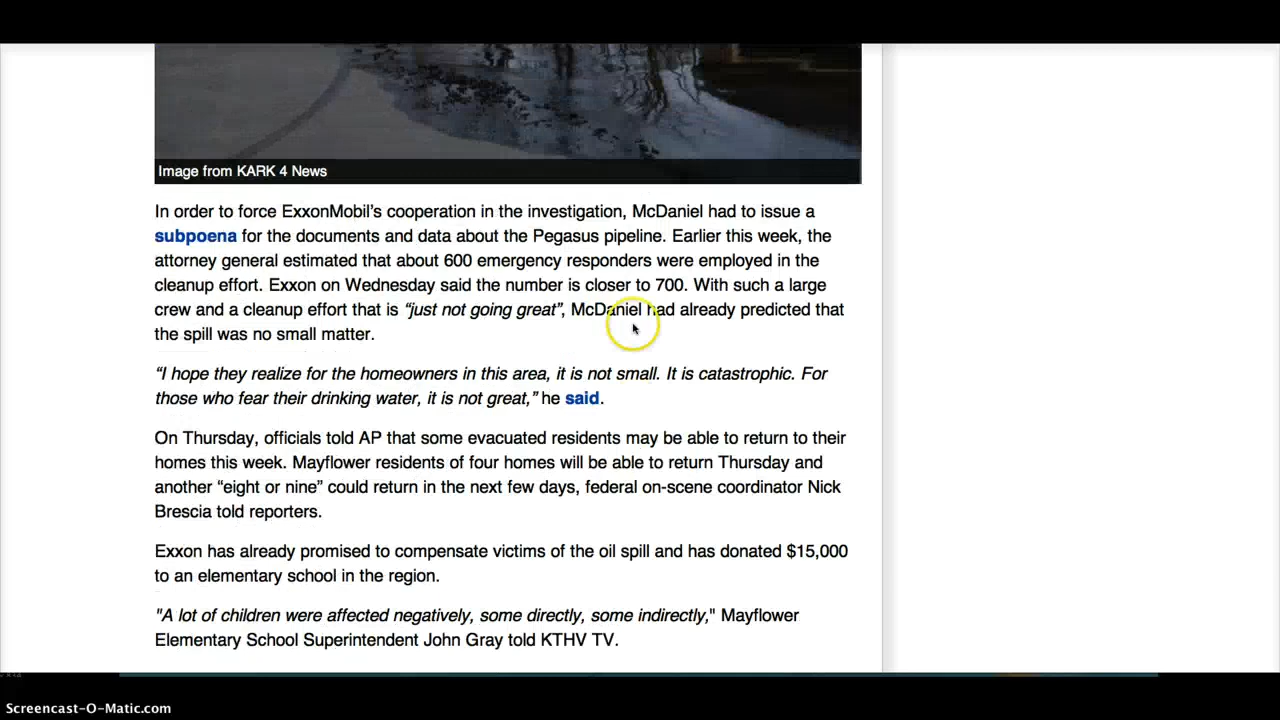 Image from KARK 4 News
In order to force ExxonMobil's cooperation in the investigation, McDaniel had to issue a
subpoena for the documents and data about the Pegasus pipeline. Earlier this week, the
attorney general estimated that about 600 emergency responders were employed in the
cleanup effort. Exxon on Wednesday said the number is closer to 700. With such a large
crew and a cleanup effort that is “just not going great”, McDaniel had already predicted that
the spill was no small matter.
“I hope they realize for the homeowners in this area, it is not small. It is catastrophic. For
those who fear their drinking water, it is not great,” he said.
On Thursday, officials told AP that some evacuated residents may be able to return to their
homes this week. Mayflower residents of four homes will be able to return Thursday and
another “eight or nine” could return in the next few days, federal on-scene coordinator Nick
Brescia told reporters.
Exxon has already promised to compensate victims of the oil spill and has donated $15,000
to an elementary school in the region.
"A lot of children were affected negatively, some directly, some indirectly," Mayflower
Elementary School Superintendent John Gray told KTHV TV.
Screencast-O-Matic.com